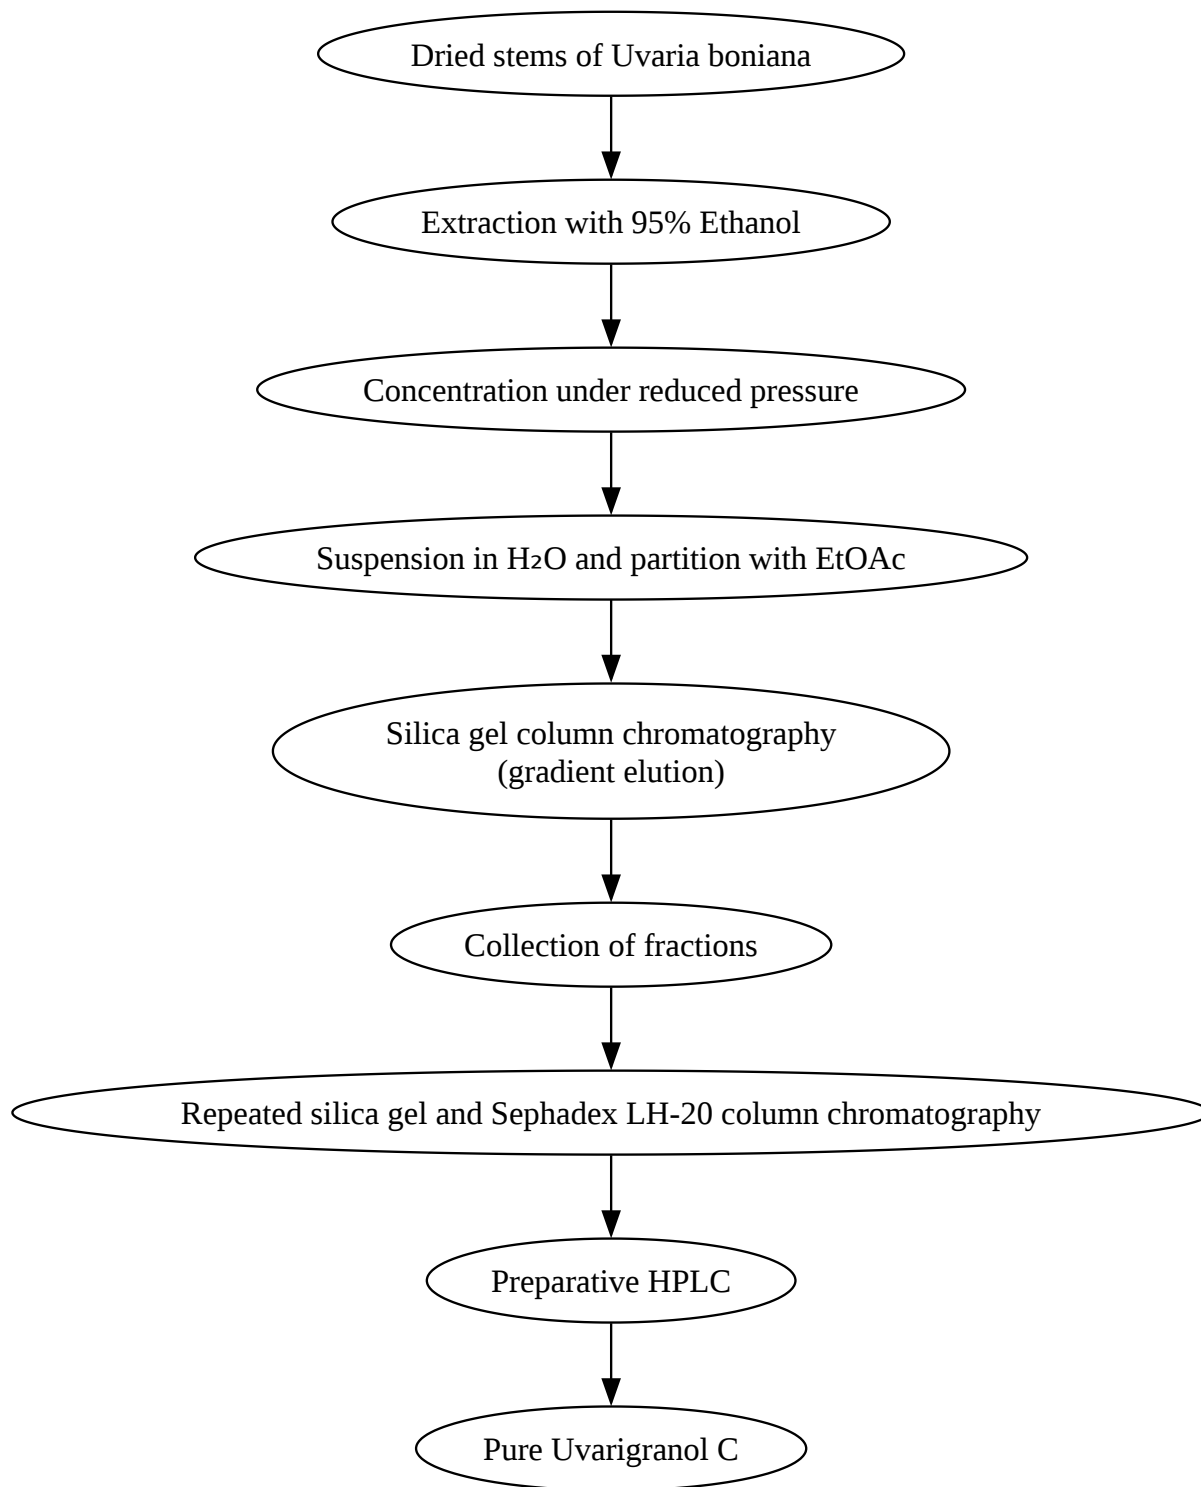 Dried stems of Uvaria boniana
Extraction with 95% Ethanol
Concentration under reduced pressure
Suspension in H₂O and partition with EtOAc
Silica gel column chromatography
(gradient elution)
Collection of fractions
Repeated silica gel and Sephadex LH-20 column chromatography
Preparative HPLC
Pure Uvarigranol C